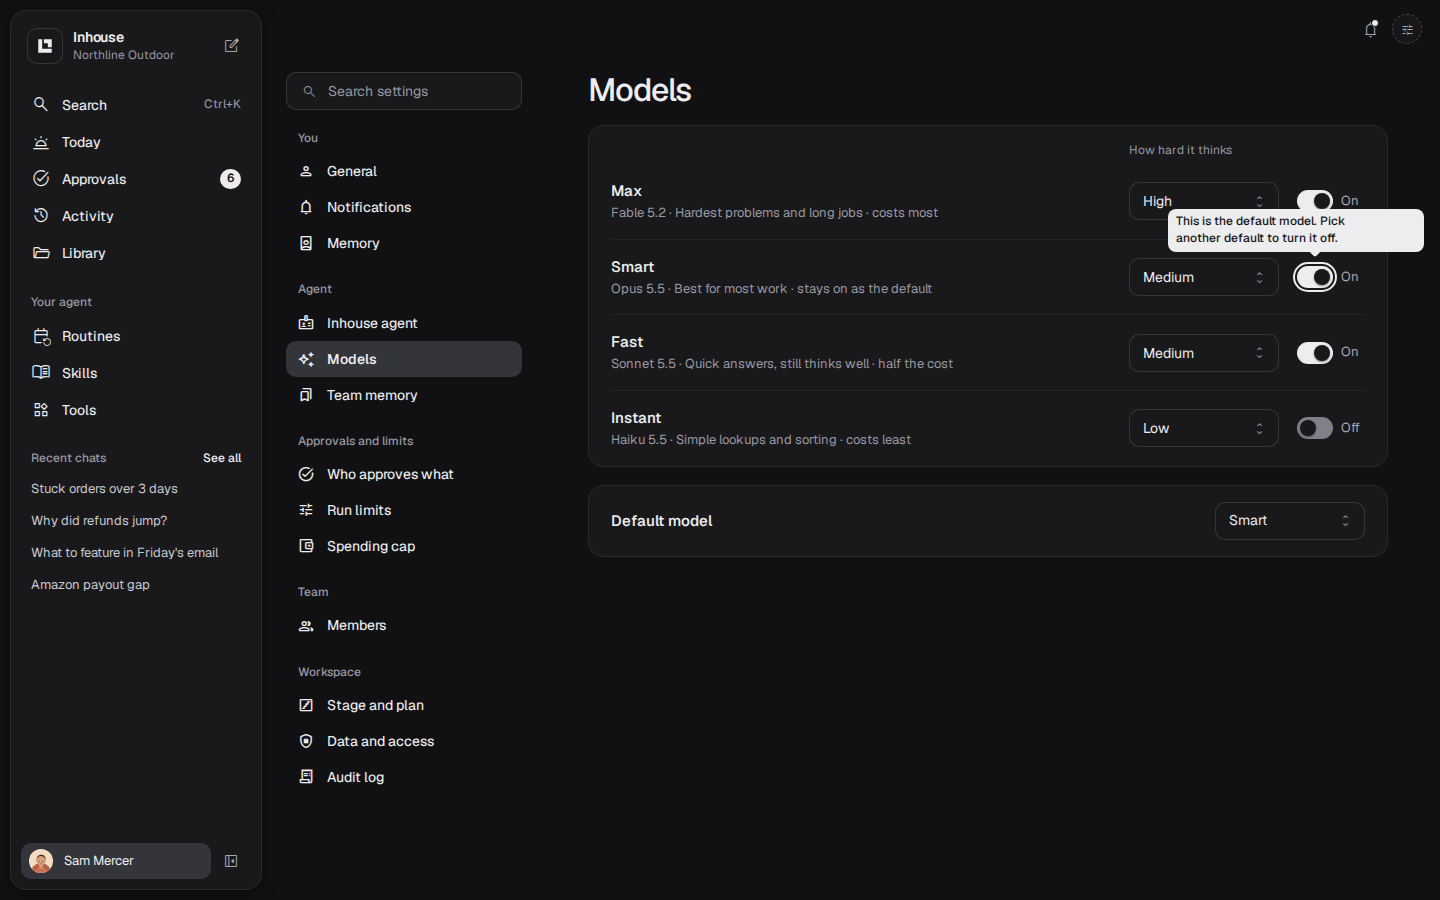 Inhouse
Northline Outdoor
Search Ctrl+K
Today
Approvals 6
Activity
Library
Your agent
Routines
Skills
Tools
Recent chats See all
Stuck orders over 3 days
Why did refunds jump?
What to feature in Friday's email
Amazon payout gap
Sam Mercer
Search settings
You
General
Notifications
Memory
Agent
Inhouse agent
Models
Team memory
Approvals and limits
Who approves what
Run limits
Spending cap
Team
Members
Workspace
Stage and plan
Data and access
Audit log
Models
How hard it thinks
Max
Fable 5.2 · Hardest problems and long jobs · costs most
High On
This is the default model. Pick
another default to turn it off.
Smart
Opus 5.5 · Best for most work · stays on as the default
Medium On
Fast
Sonnet 5.5 · Quick answers, still thinks well · half the cost
Medium On
Instant
Haiku 5.5 · Simple lookups and sorting · costs least
Low Off
Default model Smart